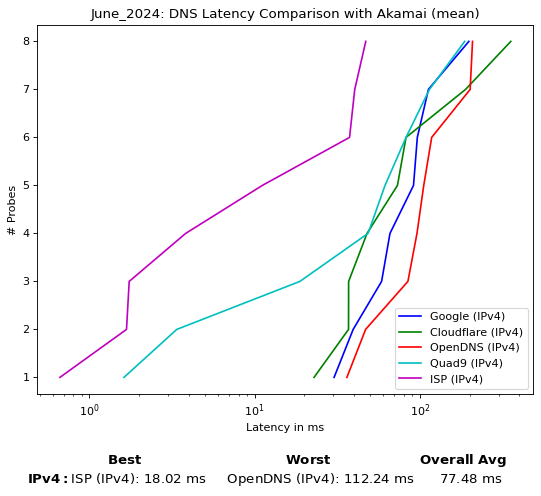 June_2024: DNS Latency Comparison with Akamai (mean)
8
7
6
5
4
3
2
1
# Probes
Google (IPv4)
Cloudflare (IPv4)
OpenDNS (IPv4)
Quad9 (IPv4)
ISP (IPv4)
10⁰ 10¹ 10²
Latency in ms
Best Worst Overall Avg
IPv4: ISP (IPv4): 18.02 ms OpenDNS (IPv4): 112.24 ms 77.48 ms